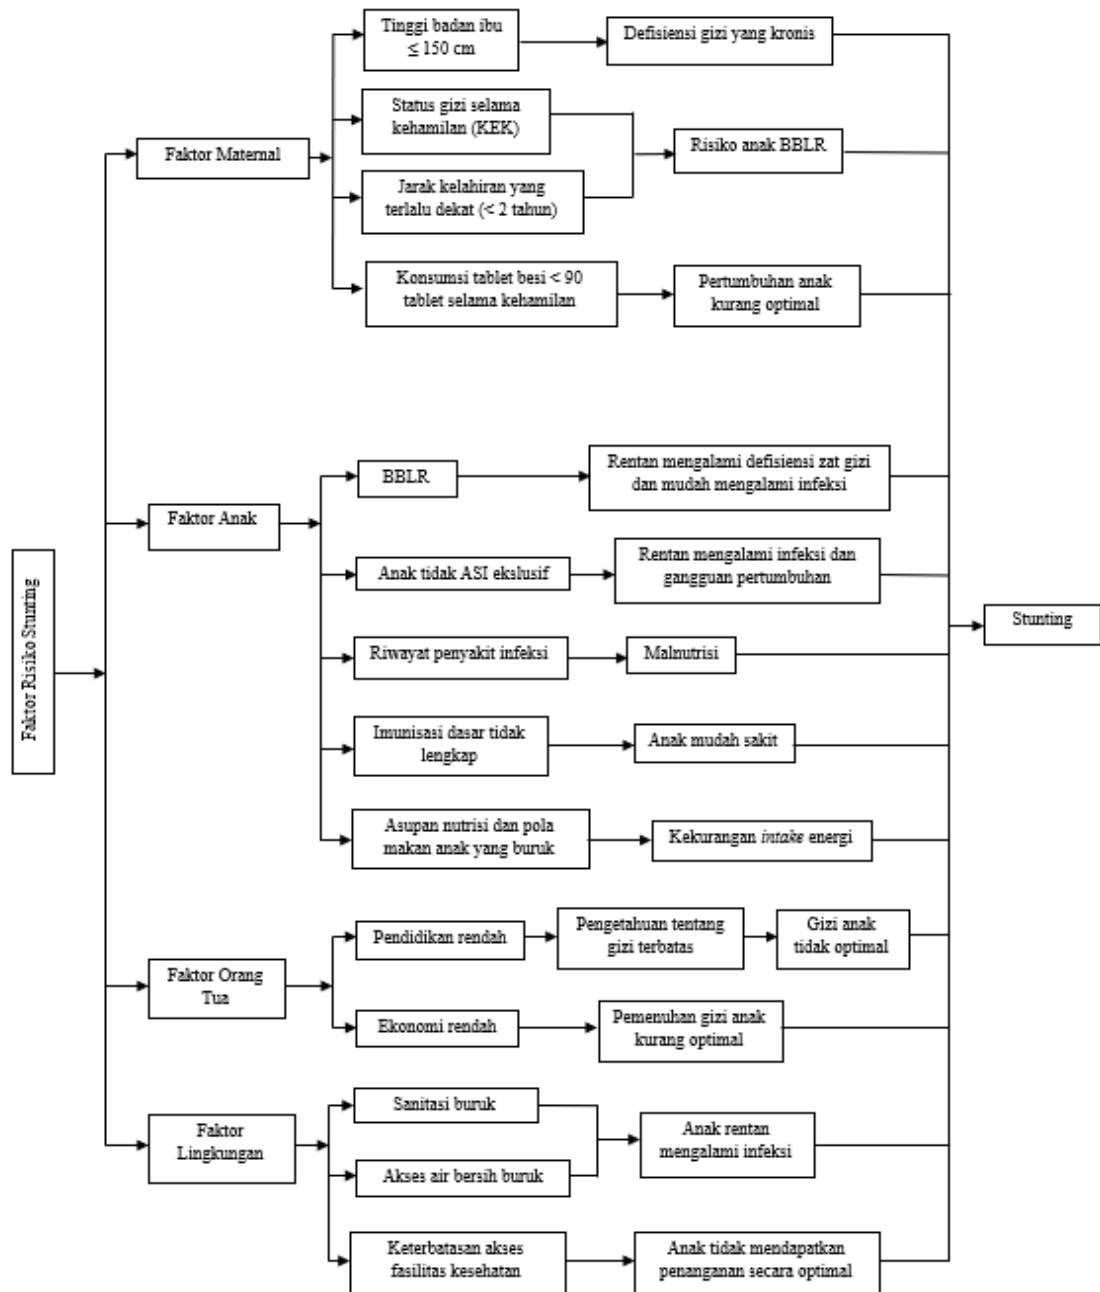 Faktor Risiko Stunting
Faktor Maternal
Tinggi badan ibu
≤ 150 cm
Defisiensi gizi yang kronis
Status gizi selama
kehamilan (KEK)
Jarak kelahiran yang
terlalu dekat (< 2 tahun)
Risiko anak BBLR
Konsumsi tablet besi < 90
tablet selama kehamilan
Pertumbuhan anak
kurang optimal
Faktor Anak
BBLR
Rentan mengalami defisiensi zat gizi
dan mudah mengalami infeksi
Anak tidak ASI ekslusif
Rentan mengalami infeksi dan
gangguan pertumbuhan
Riwayat penyakit infeksi
Malnutrisi
Imunisasi dasar tidak
lengkap
Anak mudah sakit
Asupan nutrisi dan pola
makan anak yang buruk
Kekurangan intake energi
Faktor Orang
Tua
Pendidikan rendah
Pengetahuan tentang
gizi terbatas
Gizi anak
tidak optimal
Ekonomi rendah
Pemenuhan gizi anak
kurang optimal
Faktor
Lingkungan
Sanitasi buruk
Akses air bersih buruk
Anak rentan
mengalami infeksi
Keterbatasan akses
fasilitas kesehatan
Anak tidak mendapatkan
penanganan secara optimal
Stunting